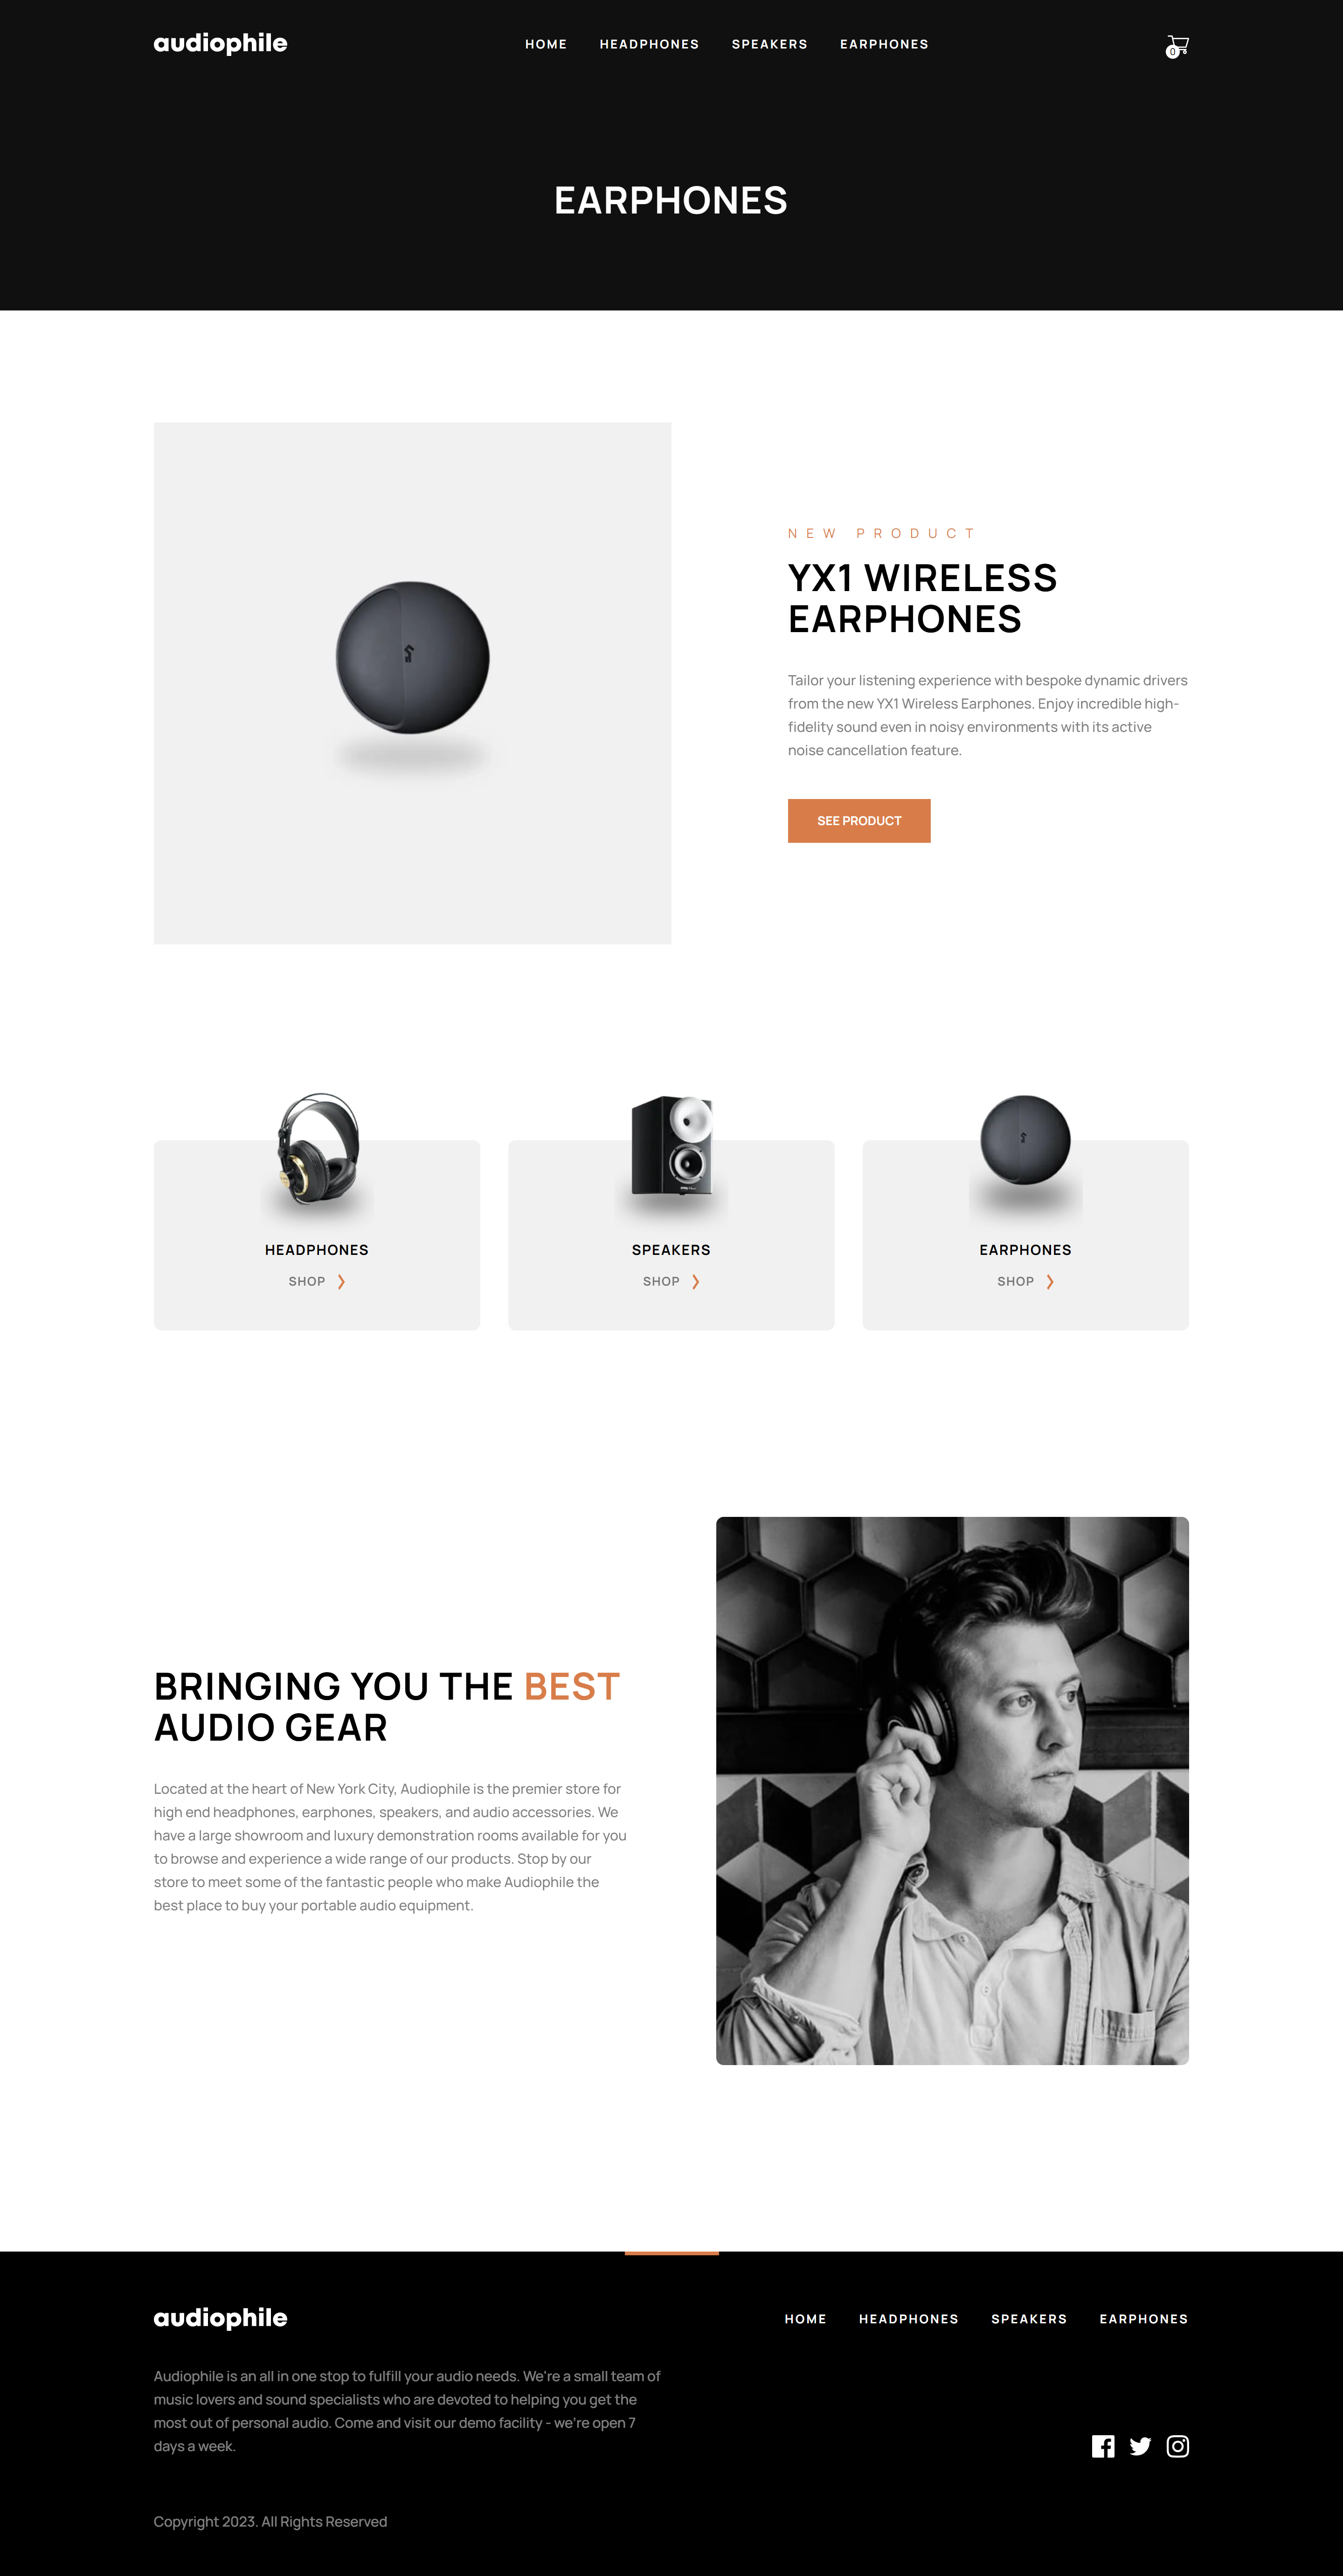 audiophile
HOME HEADPHONES SPEAKERS EARPHONES
0
EARPHONES
NEW PRODUCT
YX1 WIRELESS
EARPHONES
Tailor your listening experience with bespoke dynamic drivers
from the new YX1 Wireless Earphones. Enjoy incredible high-
fidelity sound even in noisy environments with its active
noise cancellation feature.
SEE PRODUCT
HEADPHONES
SHOP
SPEAKERS
SHOP
EARPHONES
SHOP
BRINGING YOU THE BEST
AUDIO GEAR
Located at the heart of New York City, Audiophile is the premier store for
high end headphones, earphones, speakers, and audio accessories. We
have a large showroom and luxury demonstration rooms available for you
to browse and experience a wide range of our products. Stop by our
store to meet some of the fantastic people who make Audiophile the
best place to buy your portable audio equipment.
audiophile
HOME HEADPHONES SPEAKERS EARPHONES
Audiophile is an all in one stop to fulfill your audio needs. We're a small team of
music lovers and sound specialists who are devoted to helping you get the
most out of personal audio. Come and visit our demo facility - we're open 7
days a week.
Copyright 2023. All Rights Reserved